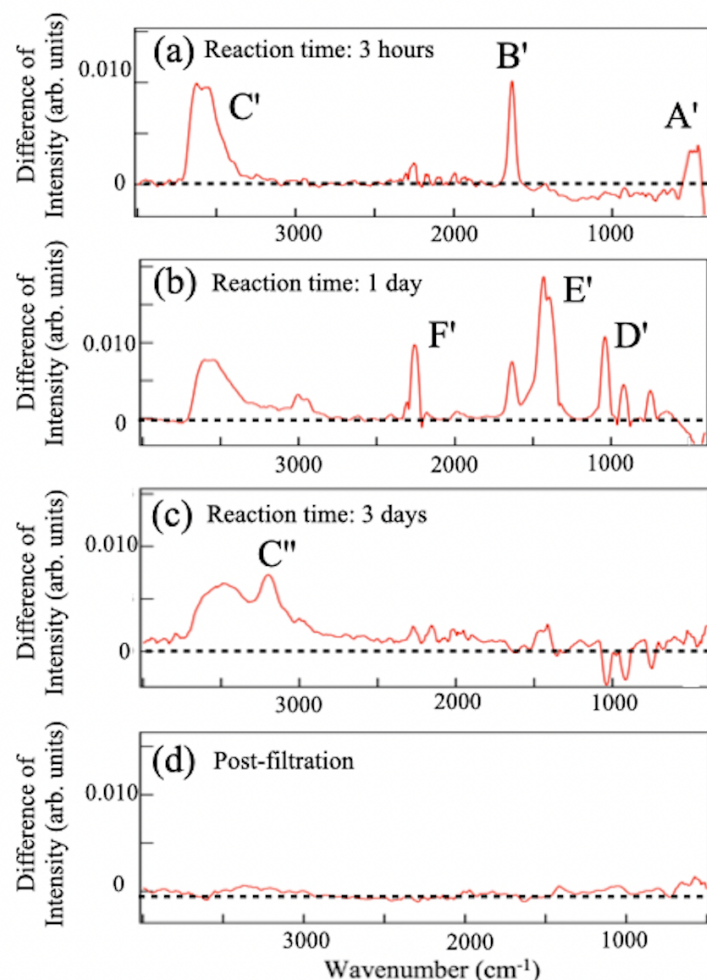 (a) Reaction time: 3 hours
Difference of
Intensity (arb. units)
0.010
0
C'
B'
A'
3000
2000
1000
(b) Reaction time: 1 day
Difference of
Intensity (arb. units)
0.010
0
F'
E'
D'
3000
2000
1000
(c) Reaction time: 3 days
Difference of
Intensity (arb. units)
0.010
0
C"
3000
2000
1000
(d) Post-filtration
Difference of
Intensity (arb. units)
0.010
0
3000
2000
1000
Wavenumber (cm⁻¹)